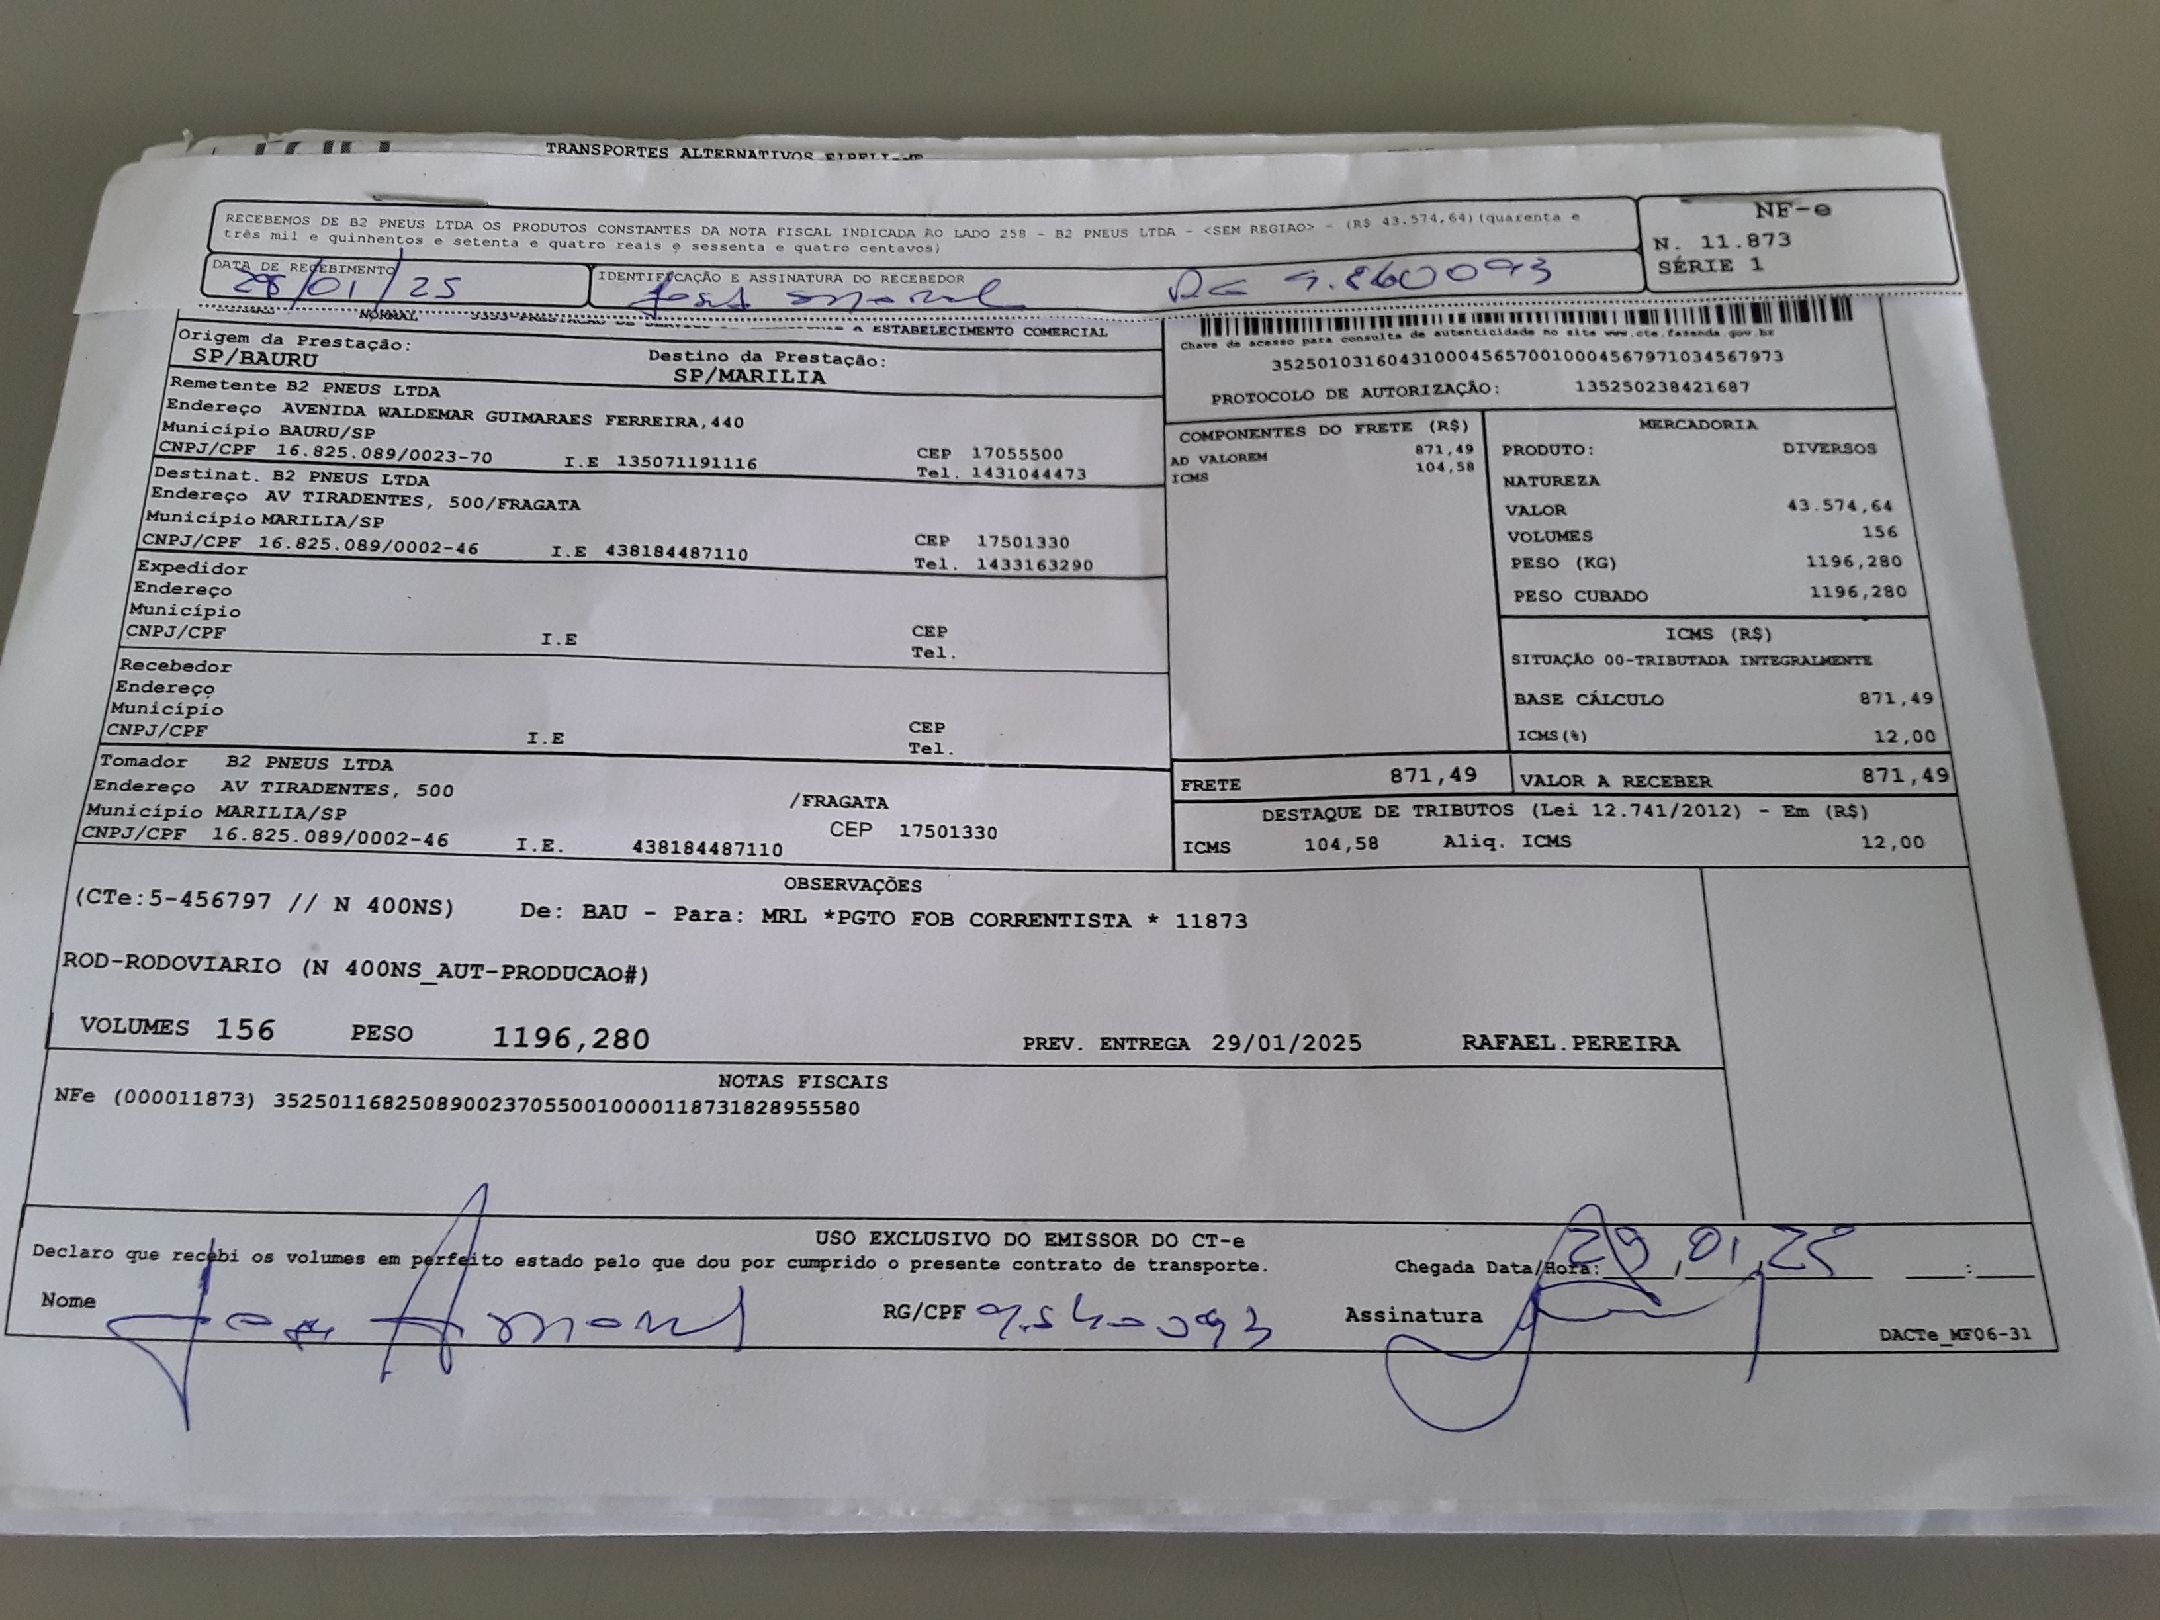 TRANSPORTES ALTERNATIVOS EIRELI
RECEBEMOS DE B2 PNEUS LTDA OS PRODUTOS CONSTANTES DA NOTA FISCAL INDICADA AO LADO 258 - B2 PNEUS LTDA - <SEM REGIAO> - (R$ 43.574,64)(quarenta e
três mil e quinhentos e setenta e quatro reais e sessenta e quatro centavos)
NF-e
N. 11.873
SÉRIE 1
DATA DE RECEBIMENTO
/01/25
IDENTIFICAÇÃO E ASSINATURA DO RECEBEDOR
NORMAL A ESTABELECIMENTO COMERCIAL
Origem da Prestação:
SP/BAURU
Destino da Prestação:
SP/MARILIA
Chave de acesso para consulta de autenticidade no site www.cte.fazenda.gov.br
35250103160431000456570010004567971034567973
PROTOCOLO DE AUTORIZAÇÃO: 135250238421687
Remetente B2 PNEUS LTDA
Endereço AVENIDA WALDEMAR GUIMARAES FERREIRA,440
Município BAURU/SP CEP 17055500
CNPJ/CPF 16.825.089/0023-70 I.E 135071191116 Tel. 1431044473
Destinat. B2 PNEUS LTDA
Endereço AV TIRADENTES, 500/FRAGATA
Município MARILIA/SP CEP 17501330
CNPJ/CPF 16.825.089/0002-46 I.E 438184487110 Tel. 1433163290
Expedidor
Endereço
Município CEP
CNPJ/CPF I.E Tel.
Recebedor
Endereço
Município CEP
CNPJ/CPF I.E Tel.
Tomador B2 PNEUS LTDA
Endereço AV TIRADENTES, 500 /FRAGATA
Município MARILIA/SP CEP 17501330
CNPJ/CPF 16.825.089/0002-46 I.E. 438184487110
COMPONENTES DO FRETE (R$)
AD VALOREM 871,49
ICMS 104,58
MERCADORIA
PRODUTO: DIVERSOS
NATUREZA
VALOR 43.574,64
VOLUMES 156
PESO (KG) 1196,280
PESO CUBADO 1196,280
ICMS (R$)
SITUAÇÃO 00-TRIBUTADA INTEGRALMENTE
BASE CÁLCULO 871,49
ICMS(%) 12,00
FRETE 871,49 VALOR A RECEBER 871,49
DESTAQUE DE TRIBUTOS (Lei 12.741/2012) - Em (R$)
ICMS 104,58 Aliq. ICMS 12,00
OBSERVAÇÕES
(CTe:5-456797 // N 400NS) De: BAU - Para: MRL *PGTO FOB CORRENTISTA * 11873
ROD-RODOVIARIO (N 400NS_AUT-PRODUCAO#)
VOLUMES 156 PESO 1196,280 PREV. ENTREGA 29/01/2025 RAFAEL.PEREIRA
NOTAS FISCAIS
NFe (000011873) 35250116825089002370550010000118731828955580
USO EXCLUSIVO DO EMISSOR DO CT-e
Declaro que recebi os volumes em perfeito estado pelo que dou por cumprido o presente contrato de transporte. Chegada Data/Hora: 29,01,25 :
Nome RG/CPF Assinatura
DACTe_MF06-31